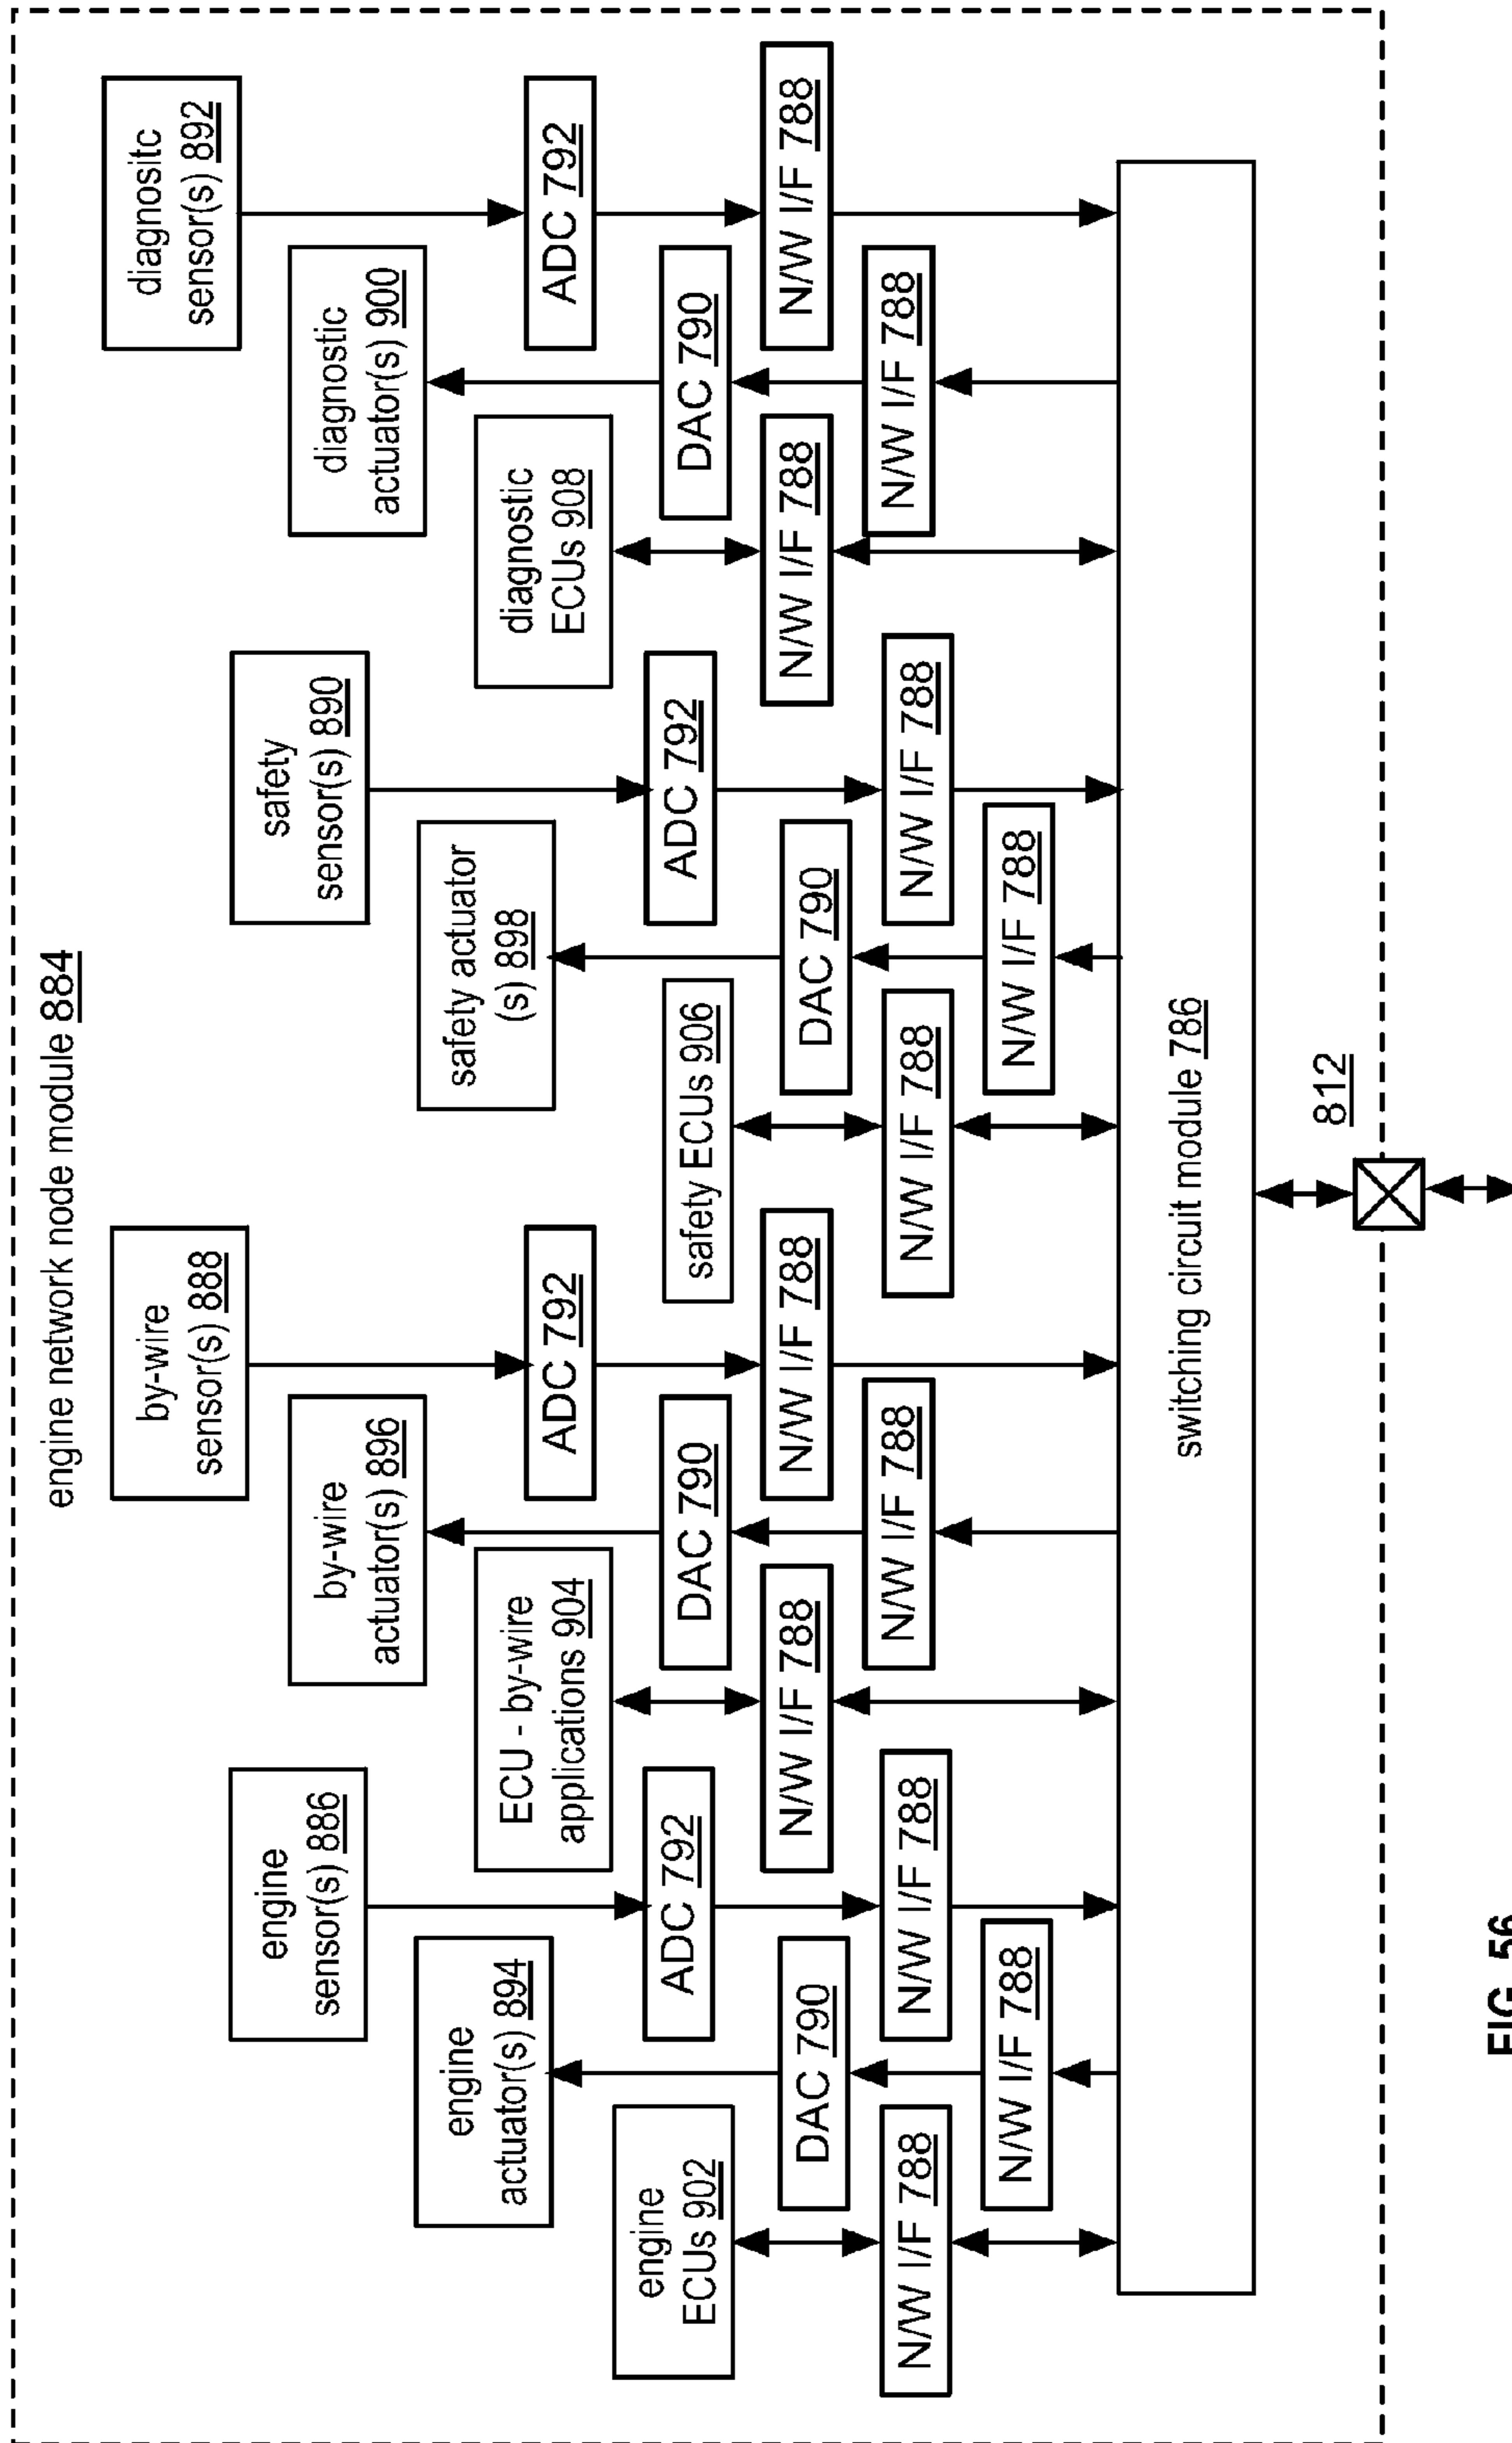 engine network node module 884
diagnositc
sensor(s) 892
diagnostic
actuator(s) 900
diagnostic
ECUs 908
ADC 792
DAC 790
N/W I/F 788
N/W I/F 788
N/W I/F 788
safety
sensor(s) 890
safety actuator
(s) 898
safety ECUs 906
ADC 792
DAC 790
N/W I/F 788
N/W I/F 788
N/W I/F 788
by-wire
sensor(s) 888
by-wire
actuator(s) 896
ECU - by-wire
applications 904
ADC 792
DAC 790
N/W I/F 788
N/W I/F 788
N/W I/F 788
engine
sensor(s) 886
engine
actuator(s) 894
engine
ECUs 902
ADC 792
DAC 790
N/W I/F 788
N/W I/F 788
N/W I/F 788
switching circuit module 786
812
FIG. 56